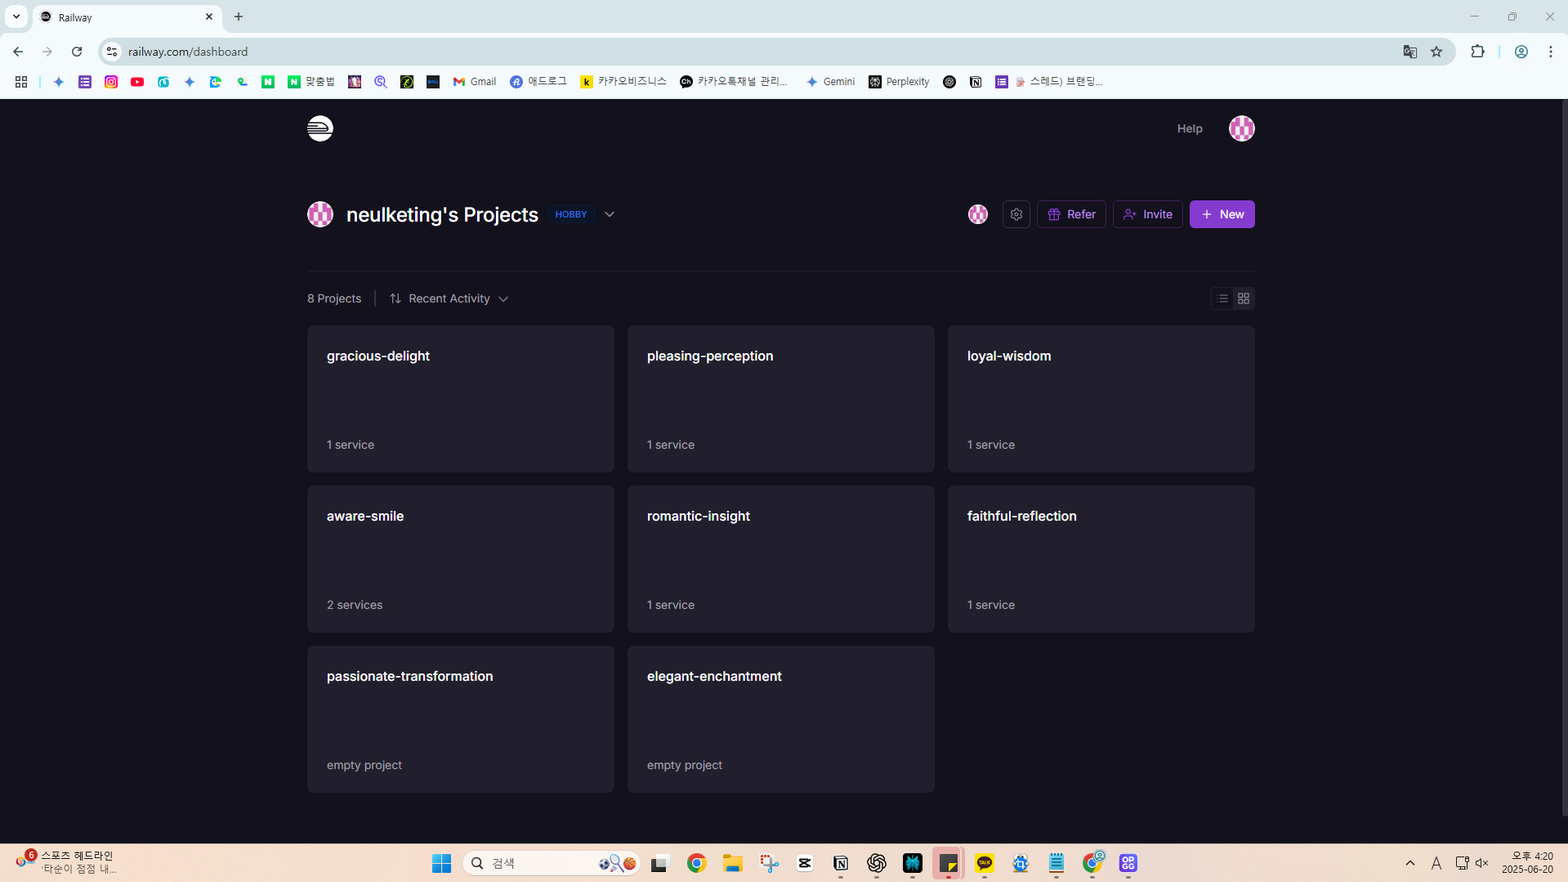 Railway
railway.com/dashboard
맞춤법
Gmail
애드로그
카카오비즈니스
카카오톡채널 관리...
Gemini
Perplexity
스레드) 브랜딩...
Help
neulketing's Projects
HOBBY
Refer
Invite
+ New
8 Projects
Recent Activity
gracious-delight
1 service
pleasing-perception
1 service
loyal-wisdom
1 service
aware-smile
2 services
romantic-insight
1 service
faithful-reflection
1 service
passionate-transformation
empty project
elegant-enchantment
empty project
6
스포츠 헤드라인
'타순이 점점 내...
검색
TALK
OP.GG
A
오후 4:20
2025-06-20